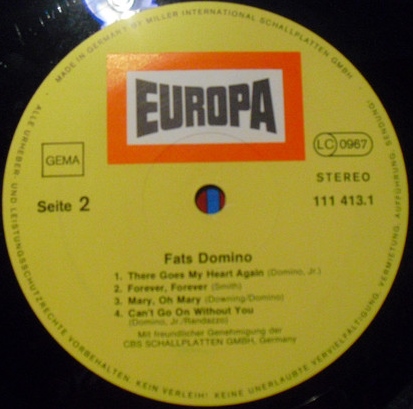 MADE IN GERMANY BY MILLER INTERNATIONAL SCHALLPLATTEN GMBH
EUROPA
GEMA
LC 0967
STEREO
Seite 2
111 413.1
Fats Domino
1. There Goes My Heart Again (Domino, Jr.)
2. Forever, Forever (Smith)
3. Mary, Oh Mary (Downing/Domino)
4. Can't Go On Without You
(Domino, Jr./Randazzo)
Mit freundlicher Genehmigung der
CBS SCHALLPLATTEN GMBH, Germany
ALLE URHEBER- UND LEISTUNGSSCHUTZRECHTE VORBEHALTEN. KEIN VERLEIH! KEINE UNERLAUBTE VERVIELFÄLTIGUNG, VERMIETUNG, AUFFÜHRUNG, SENDUNG!